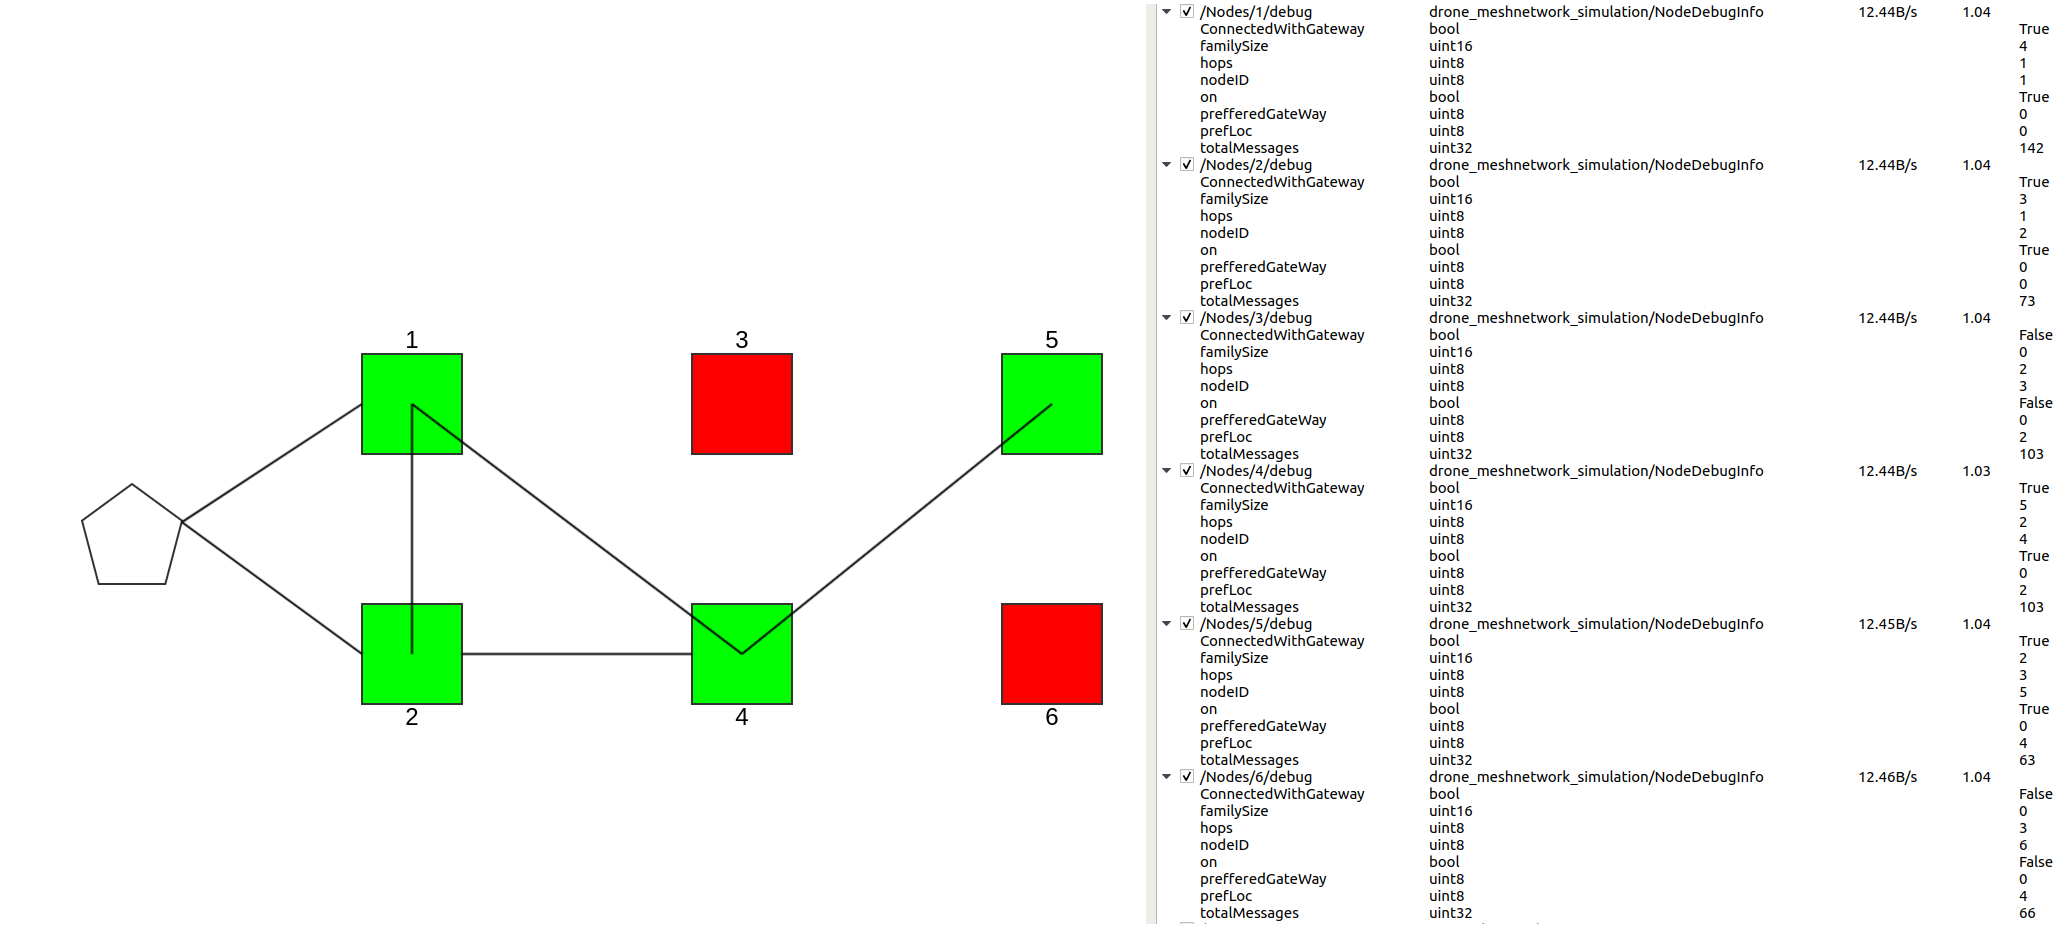 1
3
5
2
4
6
/Nodes/1/debug drone_meshnetwork_simulation/NodeDebugInfo 12.44B/s 1.04
ConnectedWithGateway bool True
familySize uint16 4
hops uint8 1
nodeID uint8 1
on bool True
prefferedGateWay uint8 0
prefLoc uint8 0
totalMessages uint32 142
/Nodes/2/debug drone_meshnetwork_simulation/NodeDebugInfo 12.44B/s 1.04
ConnectedWithGateway bool True
familySize uint16 3
hops uint8 1
nodeID uint8 2
on bool True
prefferedGateWay uint8 0
prefLoc uint8 0
totalMessages uint32 73
/Nodes/3/debug drone_meshnetwork_simulation/NodeDebugInfo 12.44B/s 1.04
ConnectedWithGateway bool False
familySize uint16 0
hops uint8 2
nodeID uint8 3
on bool False
prefferedGateWay uint8 0
prefLoc uint8 2
totalMessages uint32 103
/Nodes/4/debug drone_meshnetwork_simulation/NodeDebugInfo 12.44B/s 1.03
ConnectedWithGateway bool True
familySize uint16 5
hops uint8 2
nodeID uint8 4
on bool True
prefferedGateWay uint8 0
prefLoc uint8 2
totalMessages uint32 103
/Nodes/5/debug drone_meshnetwork_simulation/NodeDebugInfo 12.45B/s 1.04
ConnectedWithGateway bool True
familySize uint16 2
hops uint8 3
nodeID uint8 5
on bool True
prefferedGateWay uint8 0
prefLoc uint8 4
totalMessages uint32 63
/Nodes/6/debug drone_meshnetwork_simulation/NodeDebugInfo 12.46B/s 1.04
ConnectedWithGateway bool False
familySize uint16 0
hops uint8 3
nodeID uint8 6
on bool False
prefferedGateWay uint8 0
prefLoc uint8 4
totalMessages uint32 66